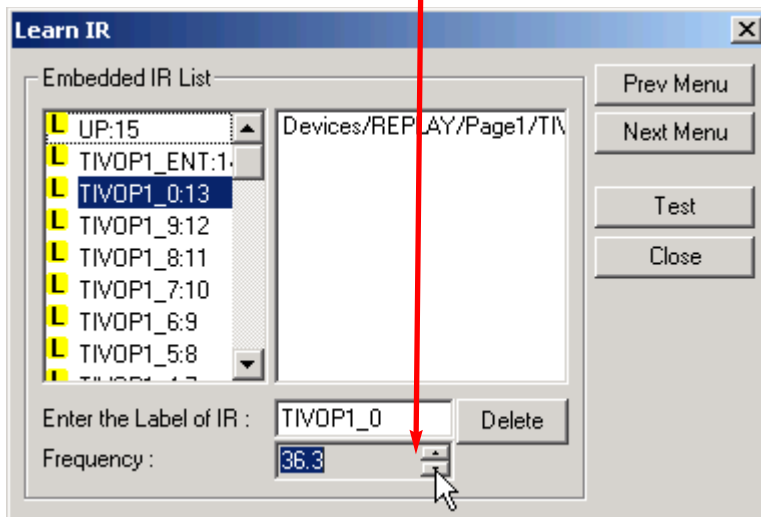 Learn IR
Embedded IR List
L UP:15
L TIVOP1_ENT:1
L TIVOP1_0:13
L TIVOP1_9:12
L TIVOP1_8:11
L TIVOP1_7:10
L TIVOP1_6:9
L TIVOP1_5:8
L
Devices/REPLAY/Page1/TIV
Prev Menu
Next Menu
Test
Close
Enter the Label of IR :
TIVOP1_0
Delete
Frequency :
36.3